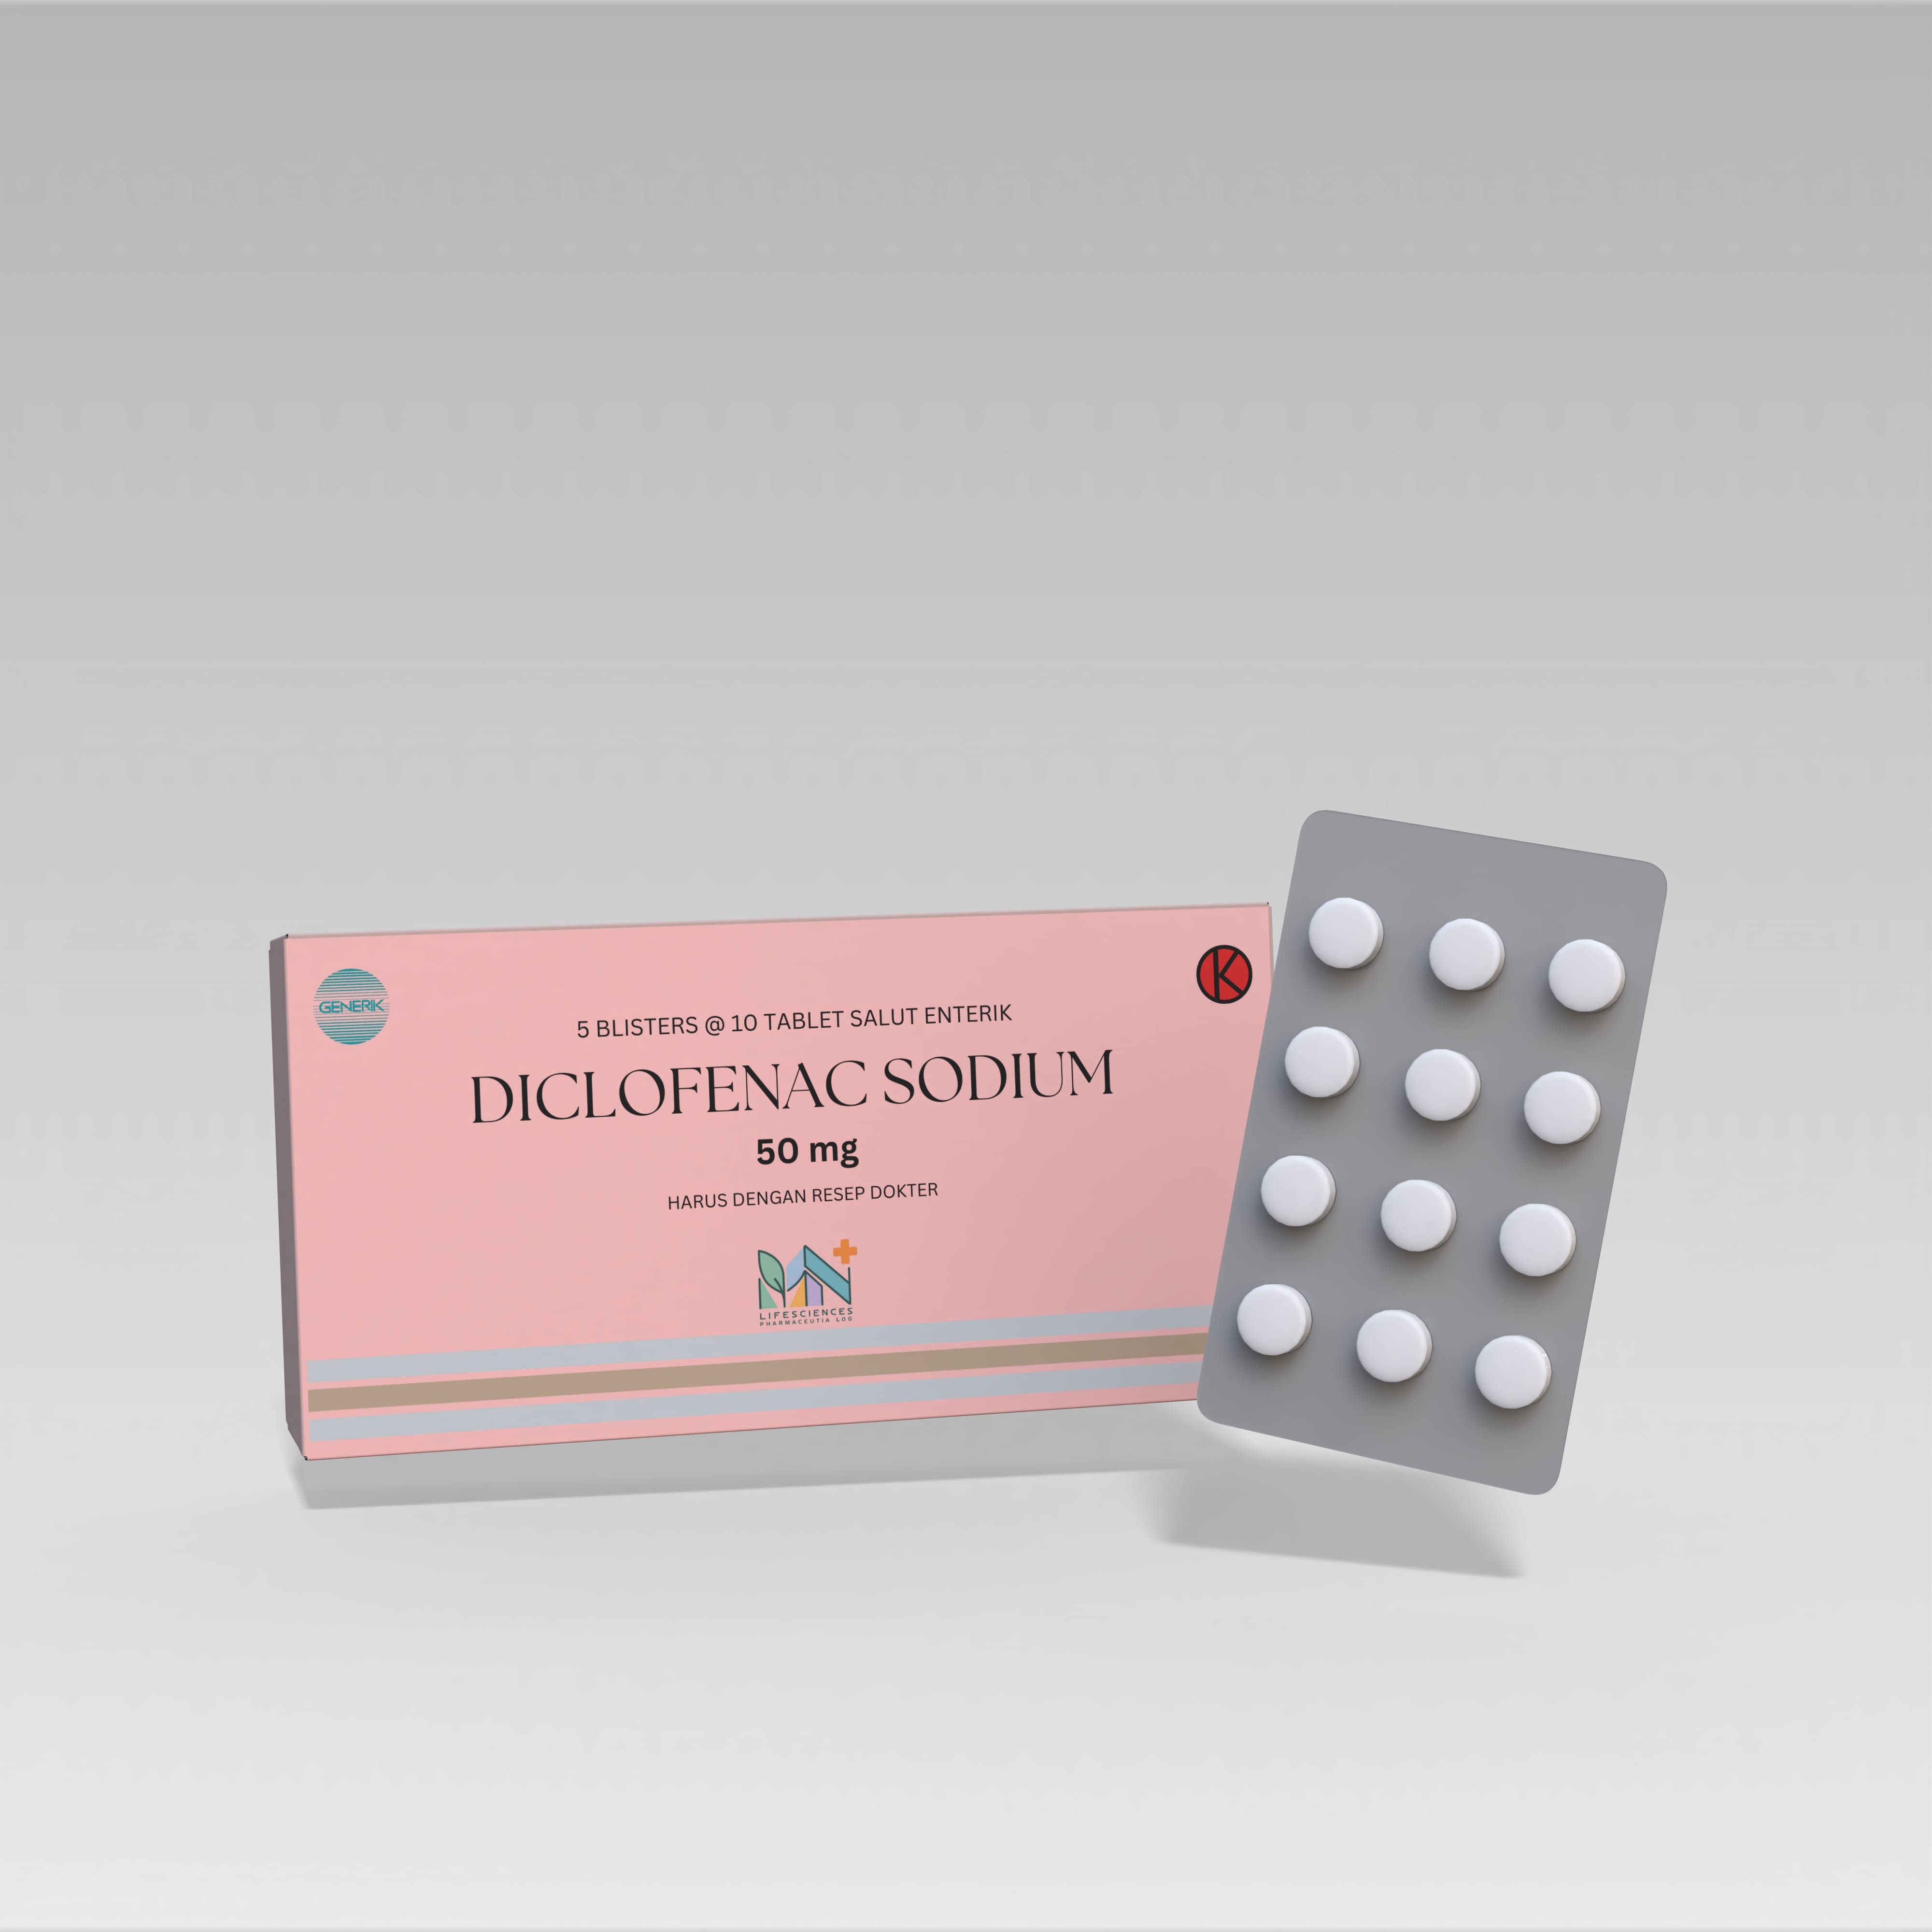 GENERIK
K
5 BLISTERS @ 10 TABLET SALUT ENTERIK
DICLOFENAC SODIUM
50 mg
HARUS DENGAN RESEP DOKTER
LIFESCIENCES
PHARMACEUTIA LOG